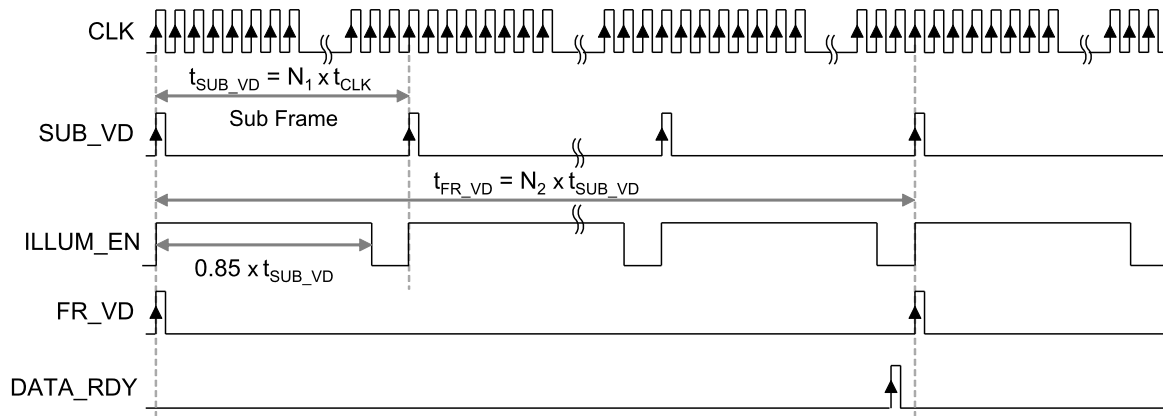 CLK
t_SUB_VD = N_1 x t_CLK
Sub Frame
SUB_VD
t_FR_VD = N_2 x t_SUB_VD
ILLUM_EN
0.85 x t_SUB_VD
FR_VD
DATA_RDY